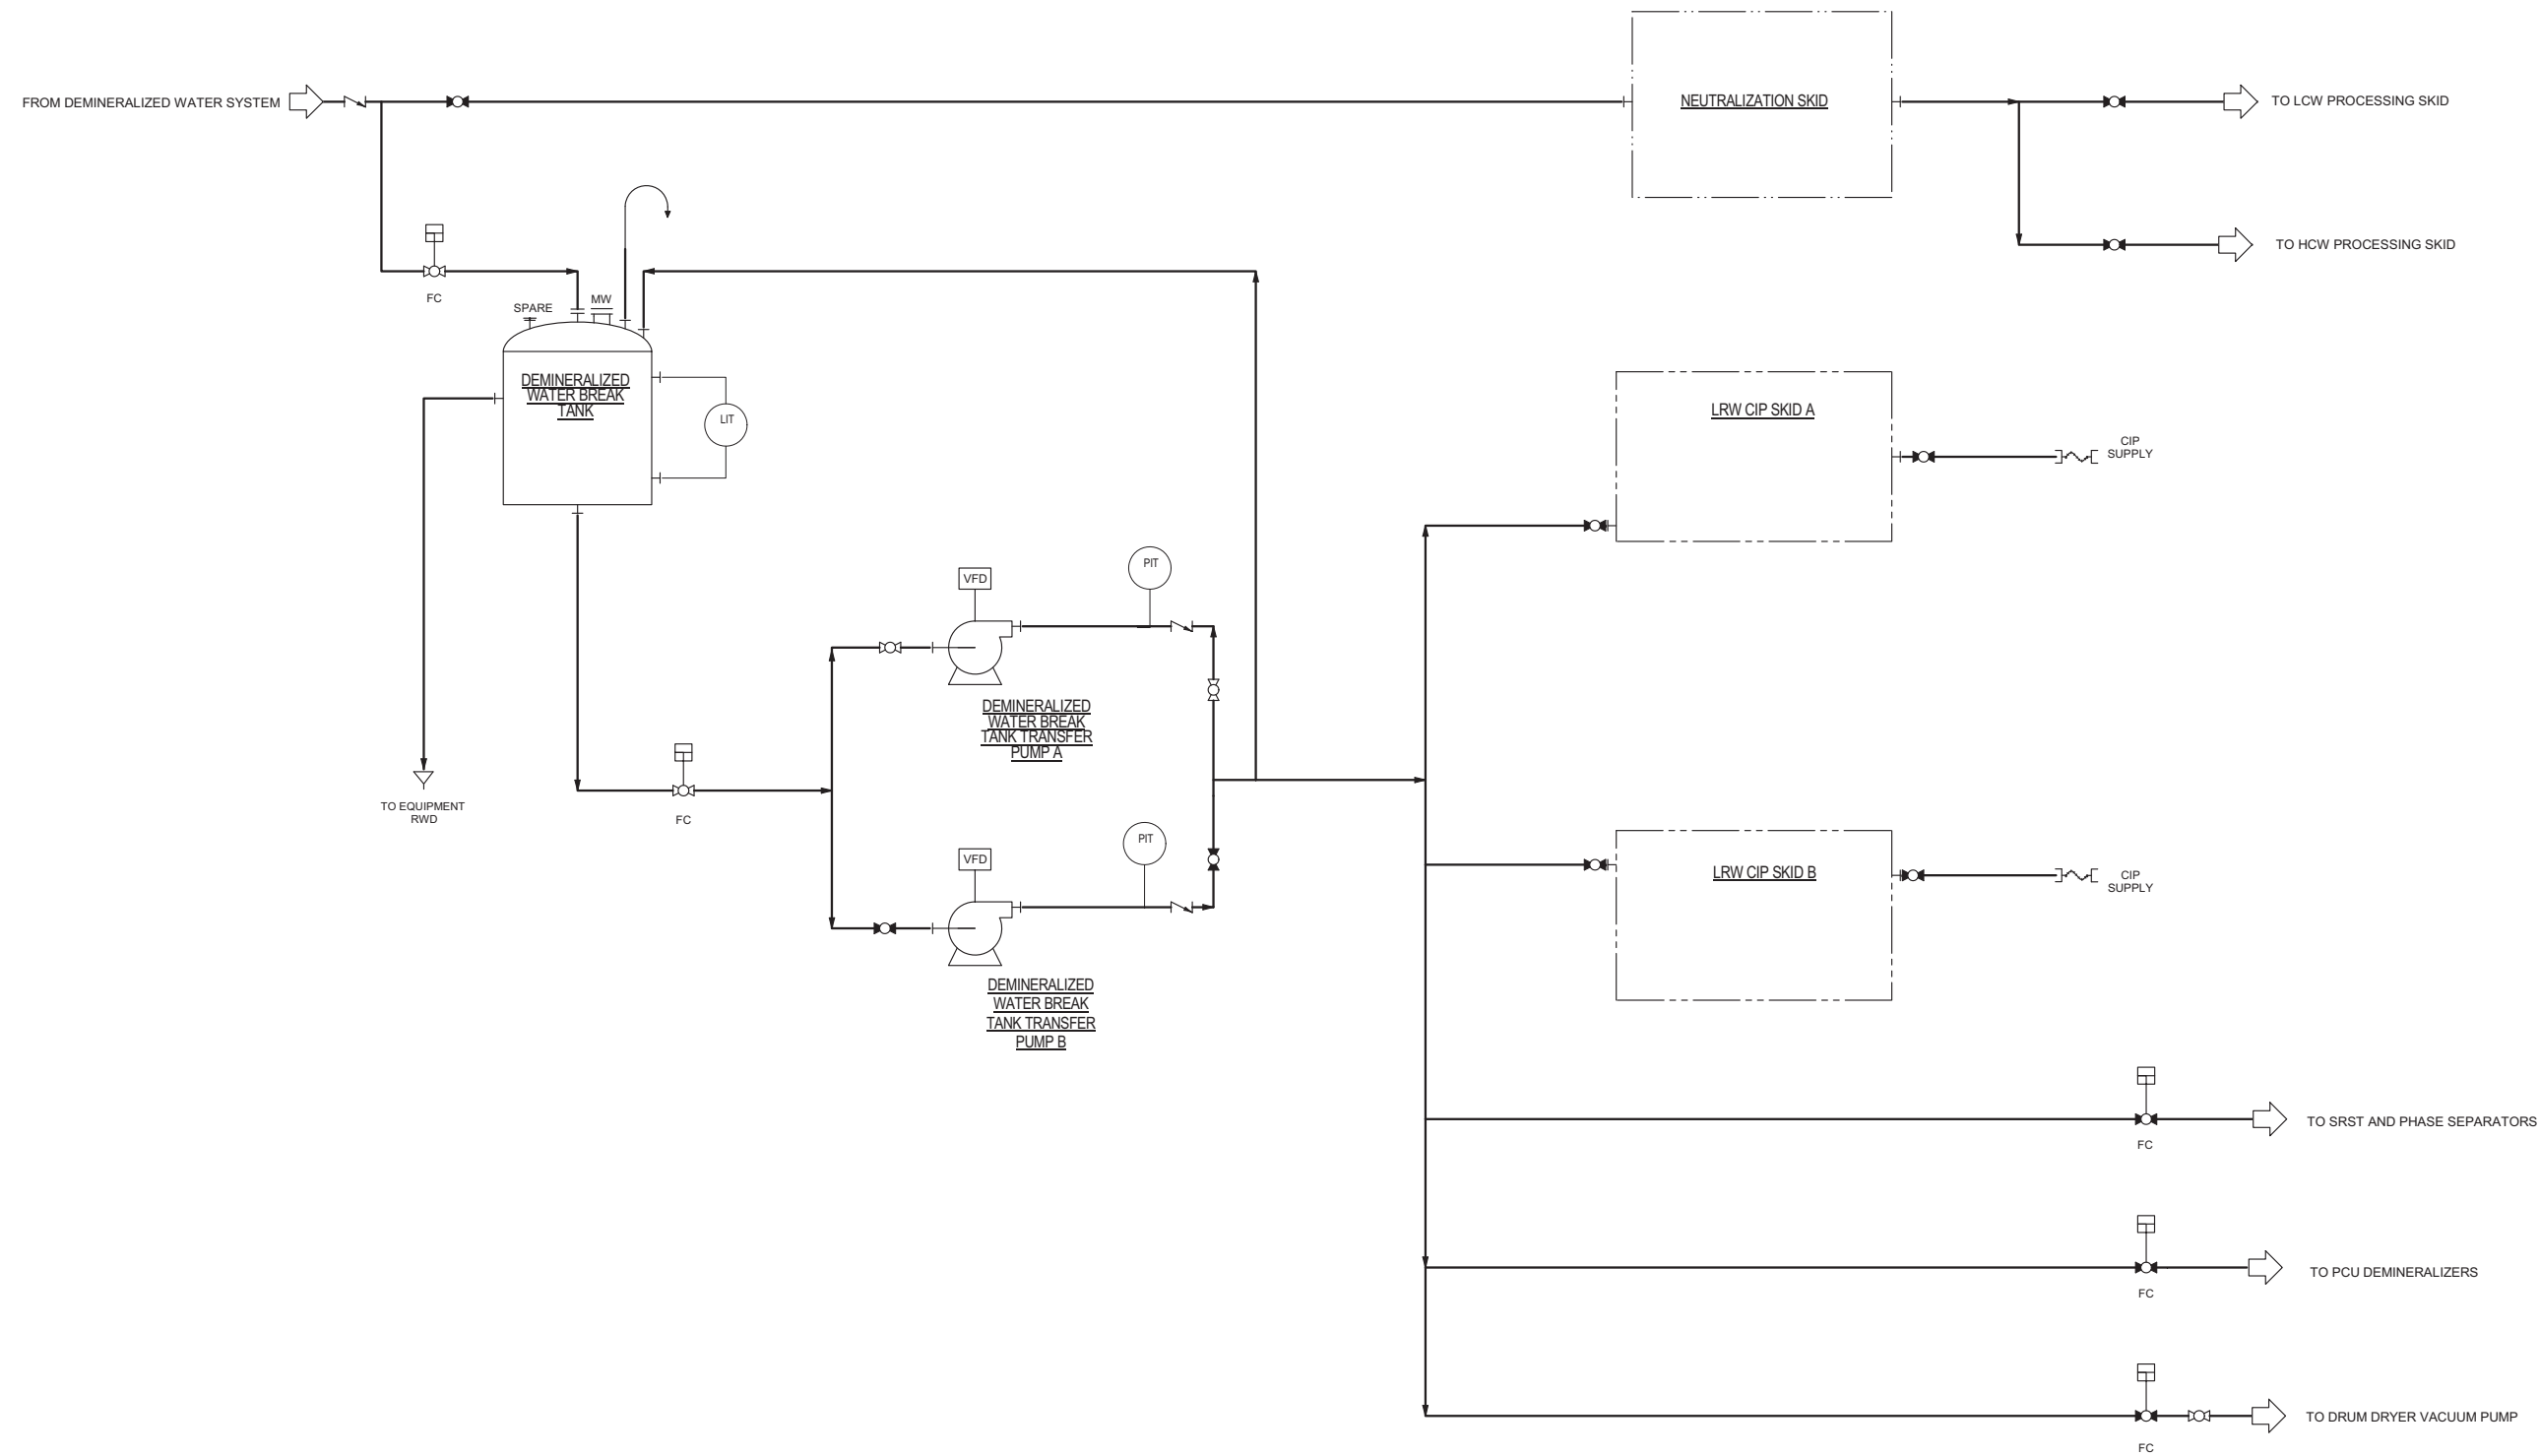 FROM DEMINERALIZED WATER SYSTEM
NEUTRALIZATION SKID
TO LCW PROCESSING SKID
TO HCW PROCESSING SKID
FC
SPARE
MW
DEMINERALIZED
WATER BREAK
TANK
LIT
LRW CIP SKID A
CIP
SUPPLY
VFD
PIT
DEMINERALIZED
WATER BREAK
TANK TRANSFER
PUMP A
TO EQUIPMENT
RWD
FC
VFD
PIT
DEMINERALIZED
WATER BREAK
TANK TRANSFER
PUMP B
LRW CIP SKID B
CIP
SUPPLY
TO SRST AND PHASE SEPARATORS
FC
TO PCU DEMINERALIZERS
FC
TO DRUM DRYER VACUUM PUMP
FC